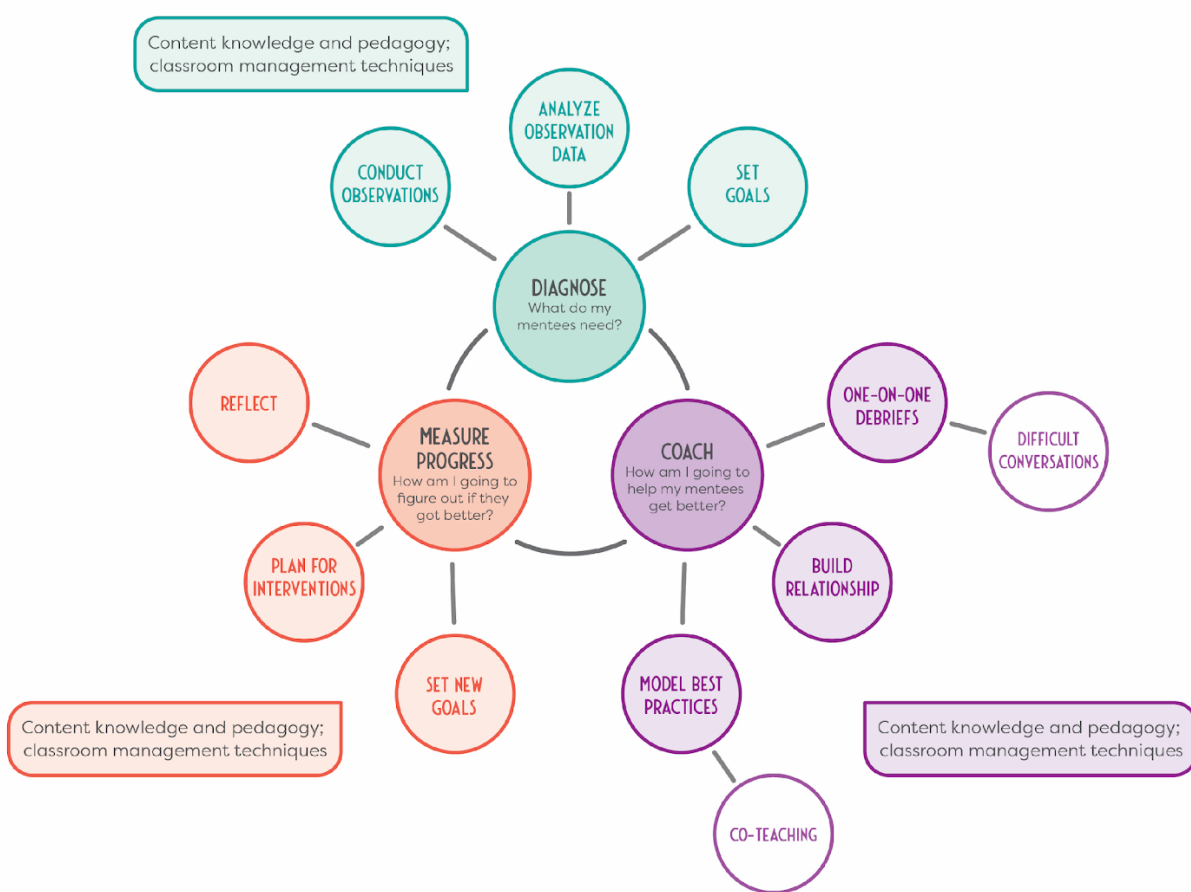 Content knowledge and pedagogy;
classroom management techniques
ANALYZE
OBSERVATION
DATA
CONDUCT
OBSERVATIONS
SET
GOALS
DIAGNOSE
What do my
mentees need?
REFLECT
MEASURE
PROGRESS
How am I going to
figure out if they
got better?
COACH
How am I going to
help my mentees
get better?
ONE-ON-ONE
DEBRIEFS
DIFFICULT
CONVERSATIONS
PLAN FOR
INTERVENTIONS
BUILD
RELATIONSHIP
SET NEW
GOALS
MODEL BEST
PRACTICES
Content knowledge and pedagogy;
classroom management techniques
Content knowledge and pedagogy;
classroom management techniques
CO-TEACHING